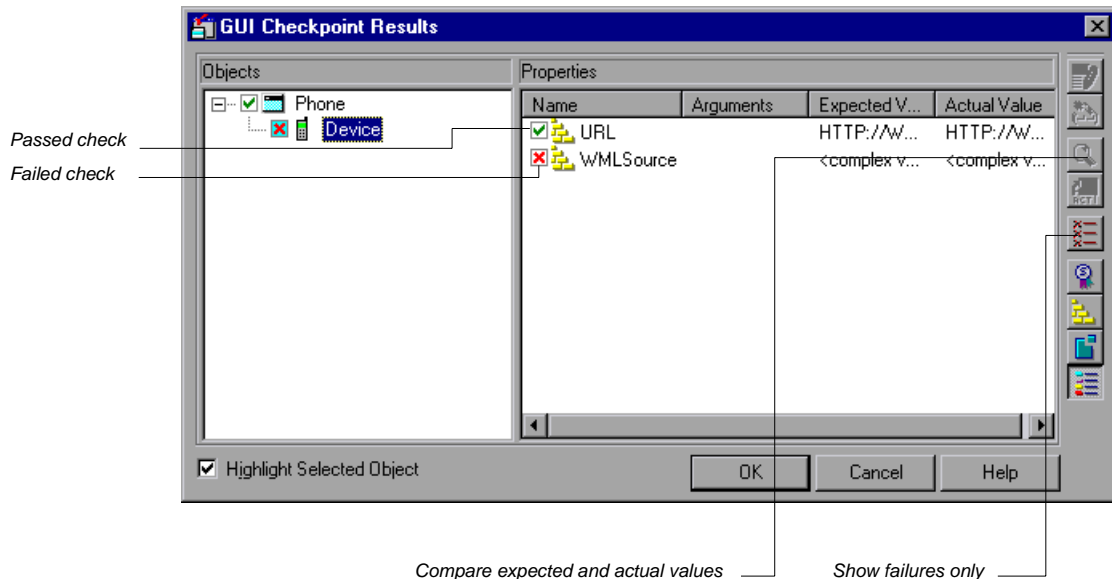 GUI Checkpoint Results
Objects
Properties
Phone
Device
Name Arguments Expected V... Actual Value
URL HTTP://W... HTTP://W...
WMLSource <complex v... <complex v...
Passed check
Failed check
ACT!
Highlight Selected Object
OK Cancel Help
Compare expected and actual values
Show failures only